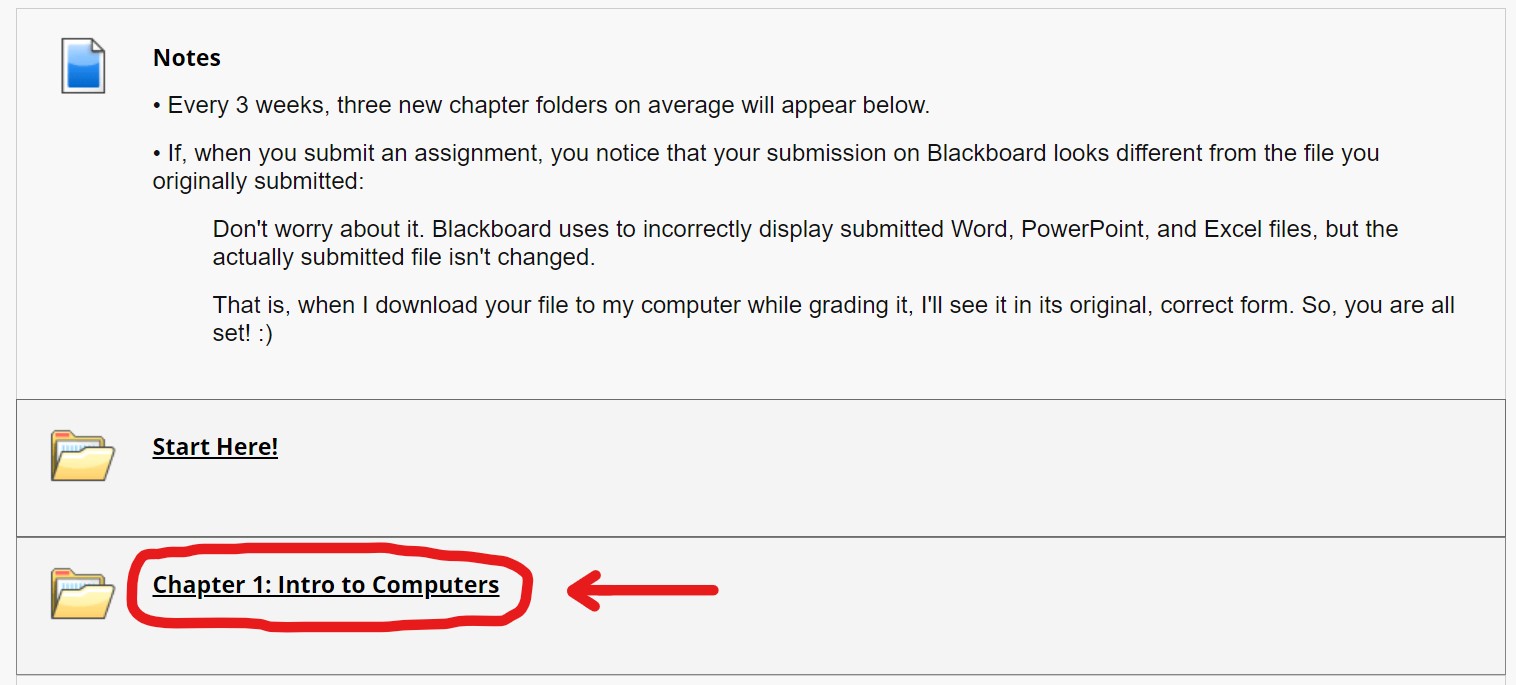 Notes
• Every 3 weeks, three new chapter folders on average will appear below.
• If, when you submit an assignment, you notice that your submission on Blackboard looks different from the file you
originally submitted:
Don't worry about it. Blackboard uses to incorrectly display submitted Word, PowerPoint, and Excel files, but the
actually submitted file isn't changed.
That is, when I download your file to my computer while grading it, I'll see it in its original, correct form. So, you are all
set! :)
Start Here!
Chapter 1: Intro to Computers